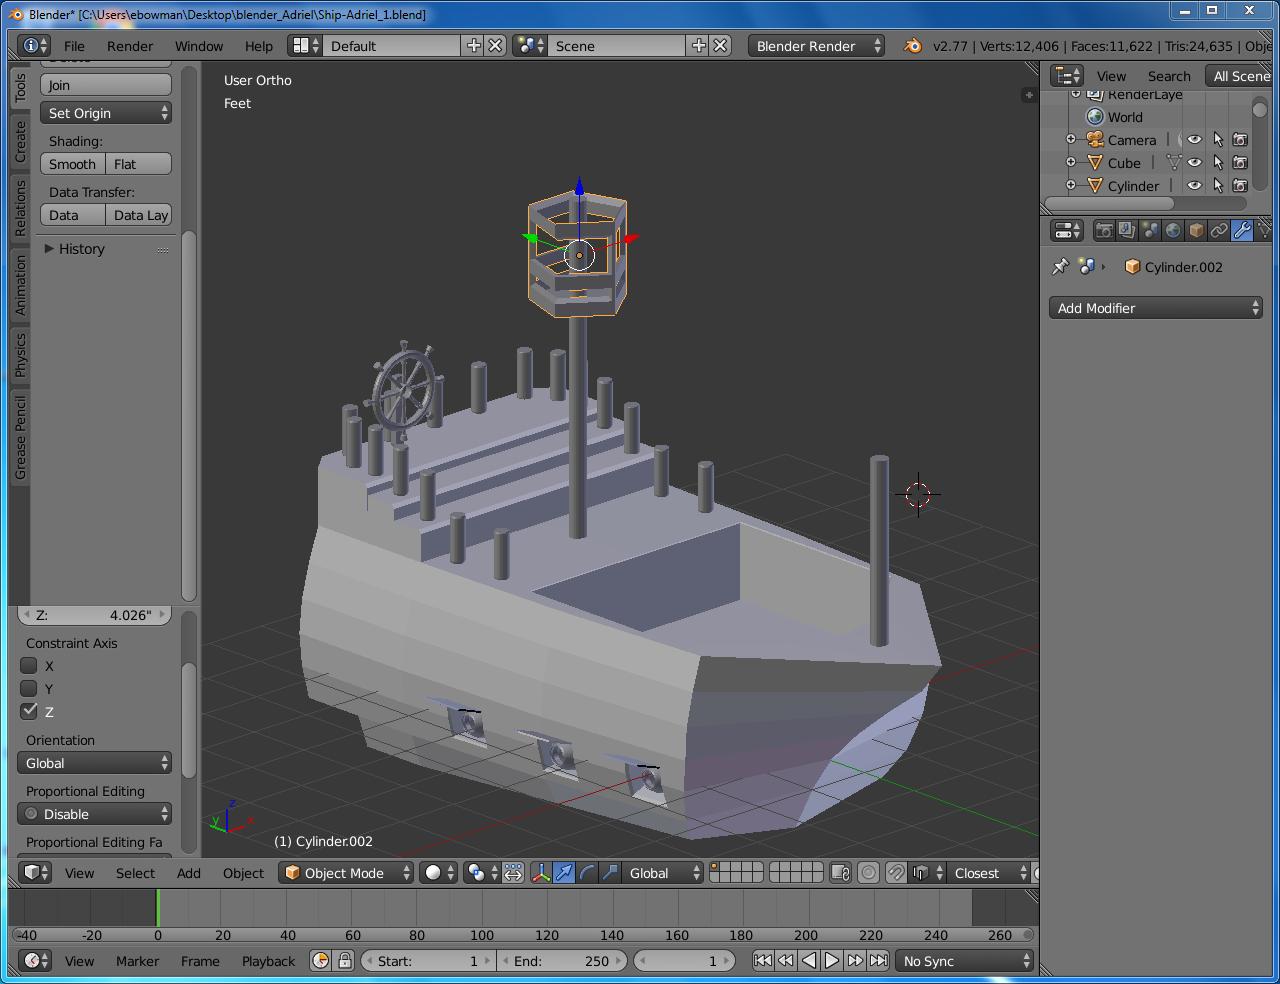 Blender* [C:\Users\ebowman\Desktop\blender_Adriel\Ship-Adriel_1.blend]
File Render Window Help Default Scene Blender Render v2.77 | Verts:12,406 | Faces:11,622 | Tris:24,635 | Obje
Tools
Create
Relations
Animation
Physics
Grease Pencil
Join
Set Origin
Shading:
Smooth Flat
Data Transfer:
Data Data Lay
History
Z: 4.026"
Constraint Axis
X
Y
Z
Orientation
Global
Proportional Editing
Disable
Proportional Editing Fa
User Ortho
Feet
z
y x
(1) Cylinder.002
View Search All Scene
RenderLaye
World
Camera
Cube
Cylinder
Cylinder.002
Add Modifier
View Select Add Object Object Mode Global Closest
-40 -20 0 20 40 60 80 100 120 140 160 180 200 220 240 260
View Marker Frame Playback Start: 1 End: 250 1 No Sync